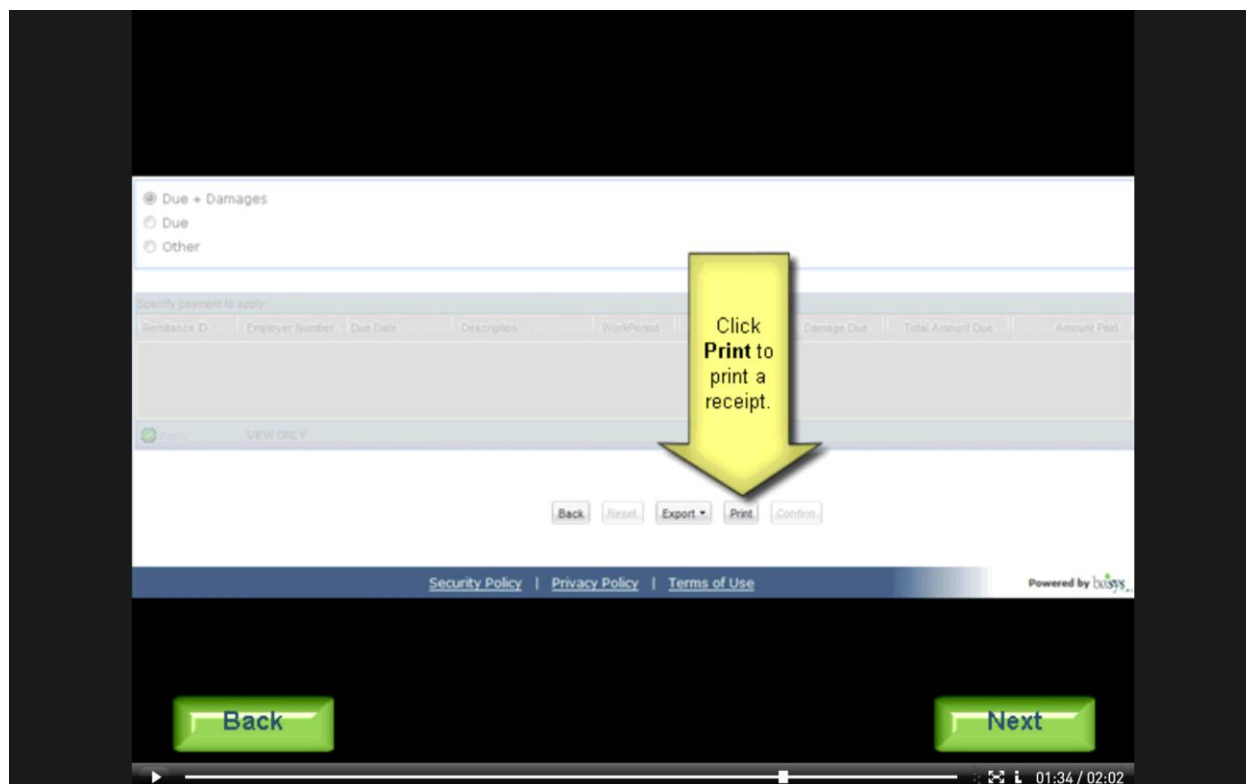 Due + Damages
Due
Other
Specify payment to apply
Remittance ID Employer Number Due Date Description WorkPeriod Damage Due Total Amount Due Amount Paid
Click
Print to
print a
receipt.
Apply VIEW ONLY
Back Reset Export Print Confirm
Security Policy | Privacy Policy | Terms of Use Powered by basys
Back Next
01:34 / 02:02